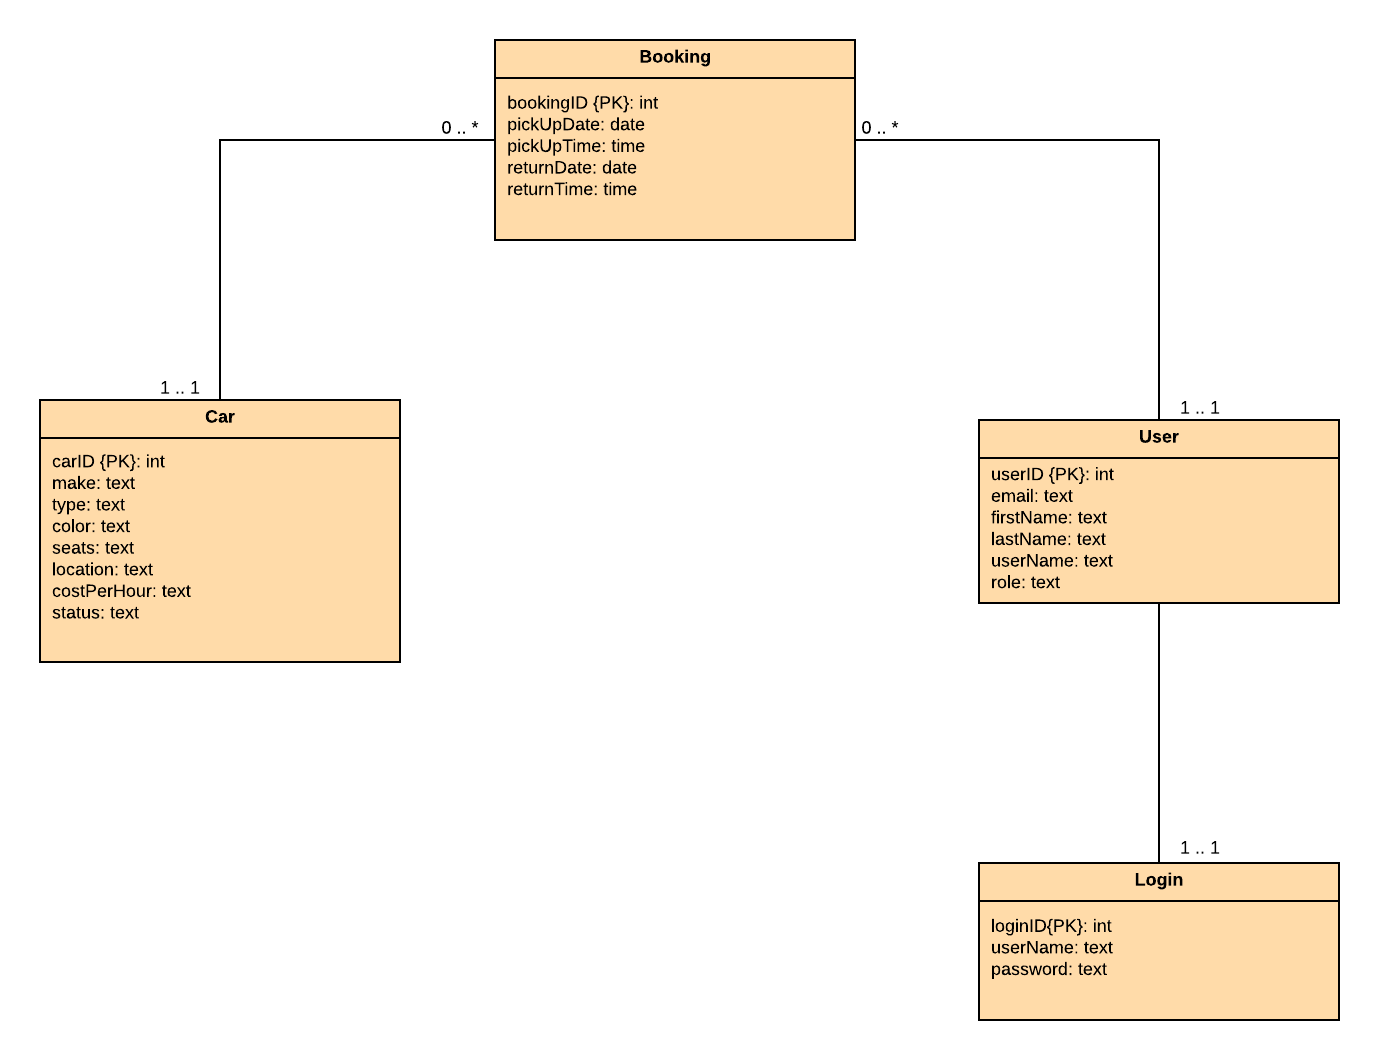 Booking
bookingID {PK}: int
pickUpDate: date
pickUpTime: time
returnDate: date
returnTime: time
0 .. *
0 .. *
1 .. 1
Car
carID {PK}: int
make: text
type: text
color: text
seats: text
location: text
costPerHour: text
status: text
1 .. 1
User
userID {PK}: int
email: text
firstName: text
lastName: text
userName: text
role: text
1 .. 1
Login
loginID{PK}: int
userName: text
password: text